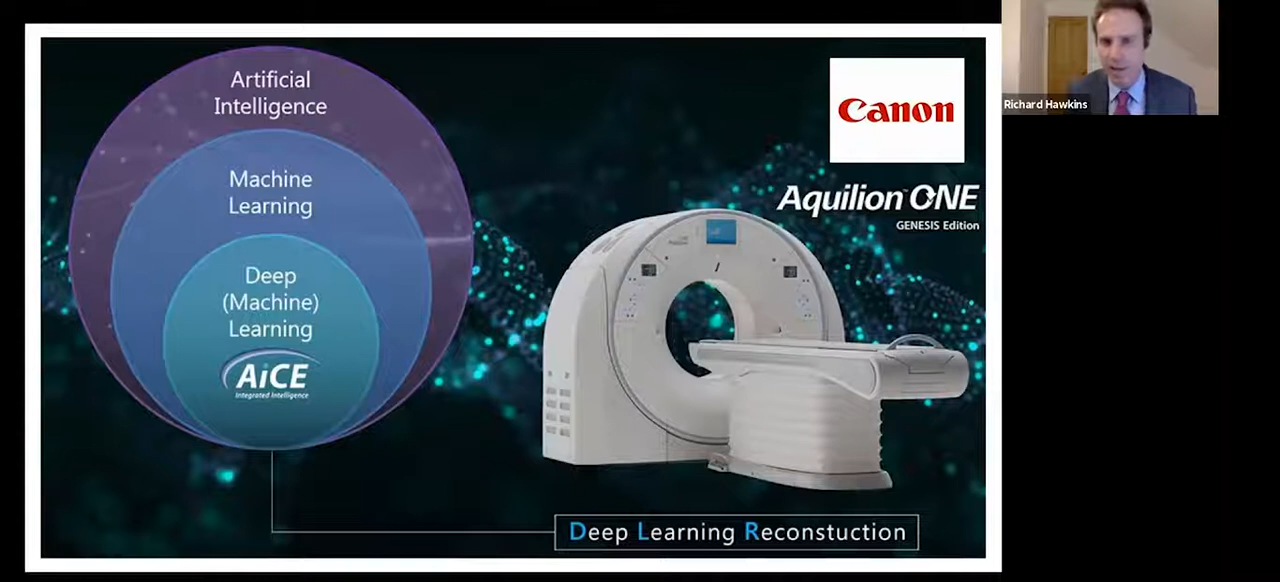 Artificial
Intelligence
Machine
Learning
Deep
(Machine)
Learning
AiCE
Integrated Intelligence
Canon
Aquilion ONE
GENESIS Edition
Deep Learning Reconstuction
Richard Hawkins